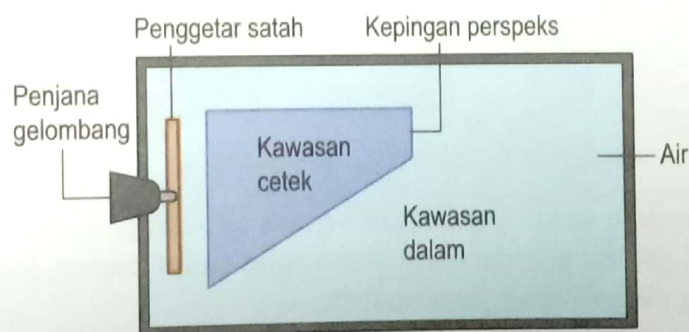 Penggetar satah
Kepingan perspeks
Penjana
gelombang
Kawasan
cetek
Air
Kawasan
dalam